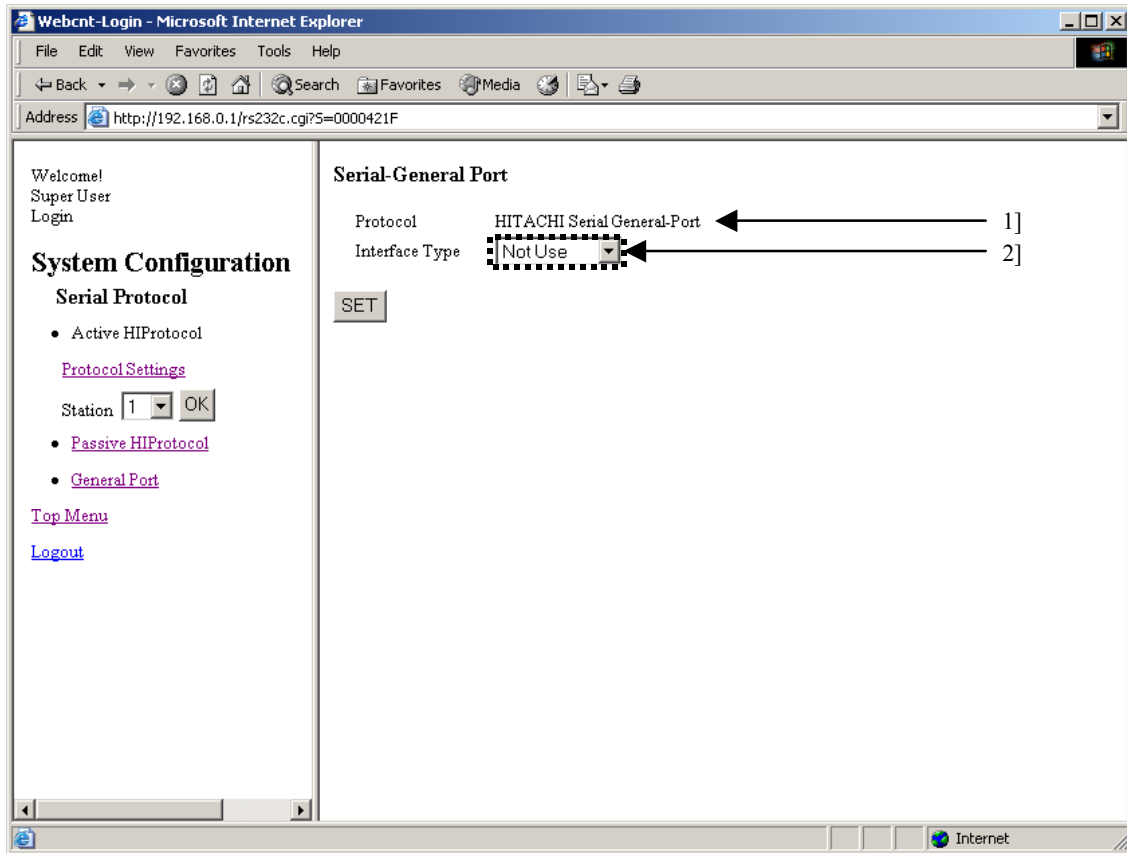 Webcnt-Login - Microsoft Internet Explorer
File Edit View Favorites Tools Help
Back Search Favorites Media
Address http://192.168.0.1/rs232c.cgi?S=0000421F
Welcome!
Super User
Login
System Configuration
Serial Protocol
Active HIProtocol
Protocol Settings
Station 1 OK
Passive HIProtocol
General Port
Top Menu
Logout
Serial-General Port
Protocol HITACHI Serial General-Port 1]
Interface Type Not Use 2]
SET
Internet